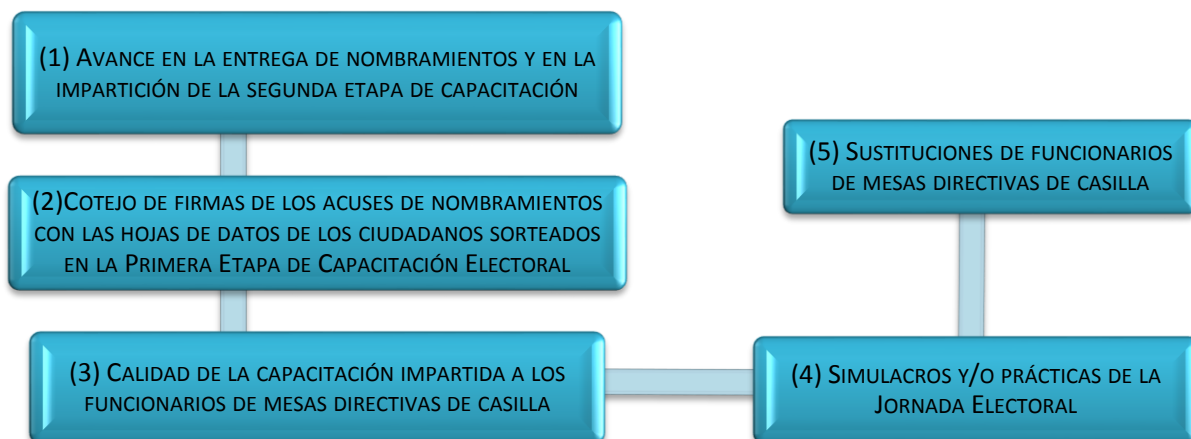 (1) AVANCE EN LA ENTREGA DE NOMBRAMIENTOS Y EN LA
IMPARTICIÓN DE LA SEGUNDA ETAPA DE CAPACITACIÓN
(2)COTEJO DE FIRMAS DE LOS ACUSES DE NOMBRAMIENTOS
CON LAS HOJAS DE DATOS DE LOS CIUDADANOS SORTEADOS
EN LA PRIMERA ETAPA DE CAPACITACIÓN ELECTORAL
(3) CALIDAD DE LA CAPACITACIÓN IMPARTIDA A LOS
FUNCIONARIOS DE MESAS DIRECTIVAS DE CASILLA
(4) SIMULACROS Y/O PRÁCTICAS DE LA
JORNADA ELECTORAL
(5) SUSTITUCIONES DE FUNCIONARIOS
DE MESAS DIRECTIVAS DE CASILLA